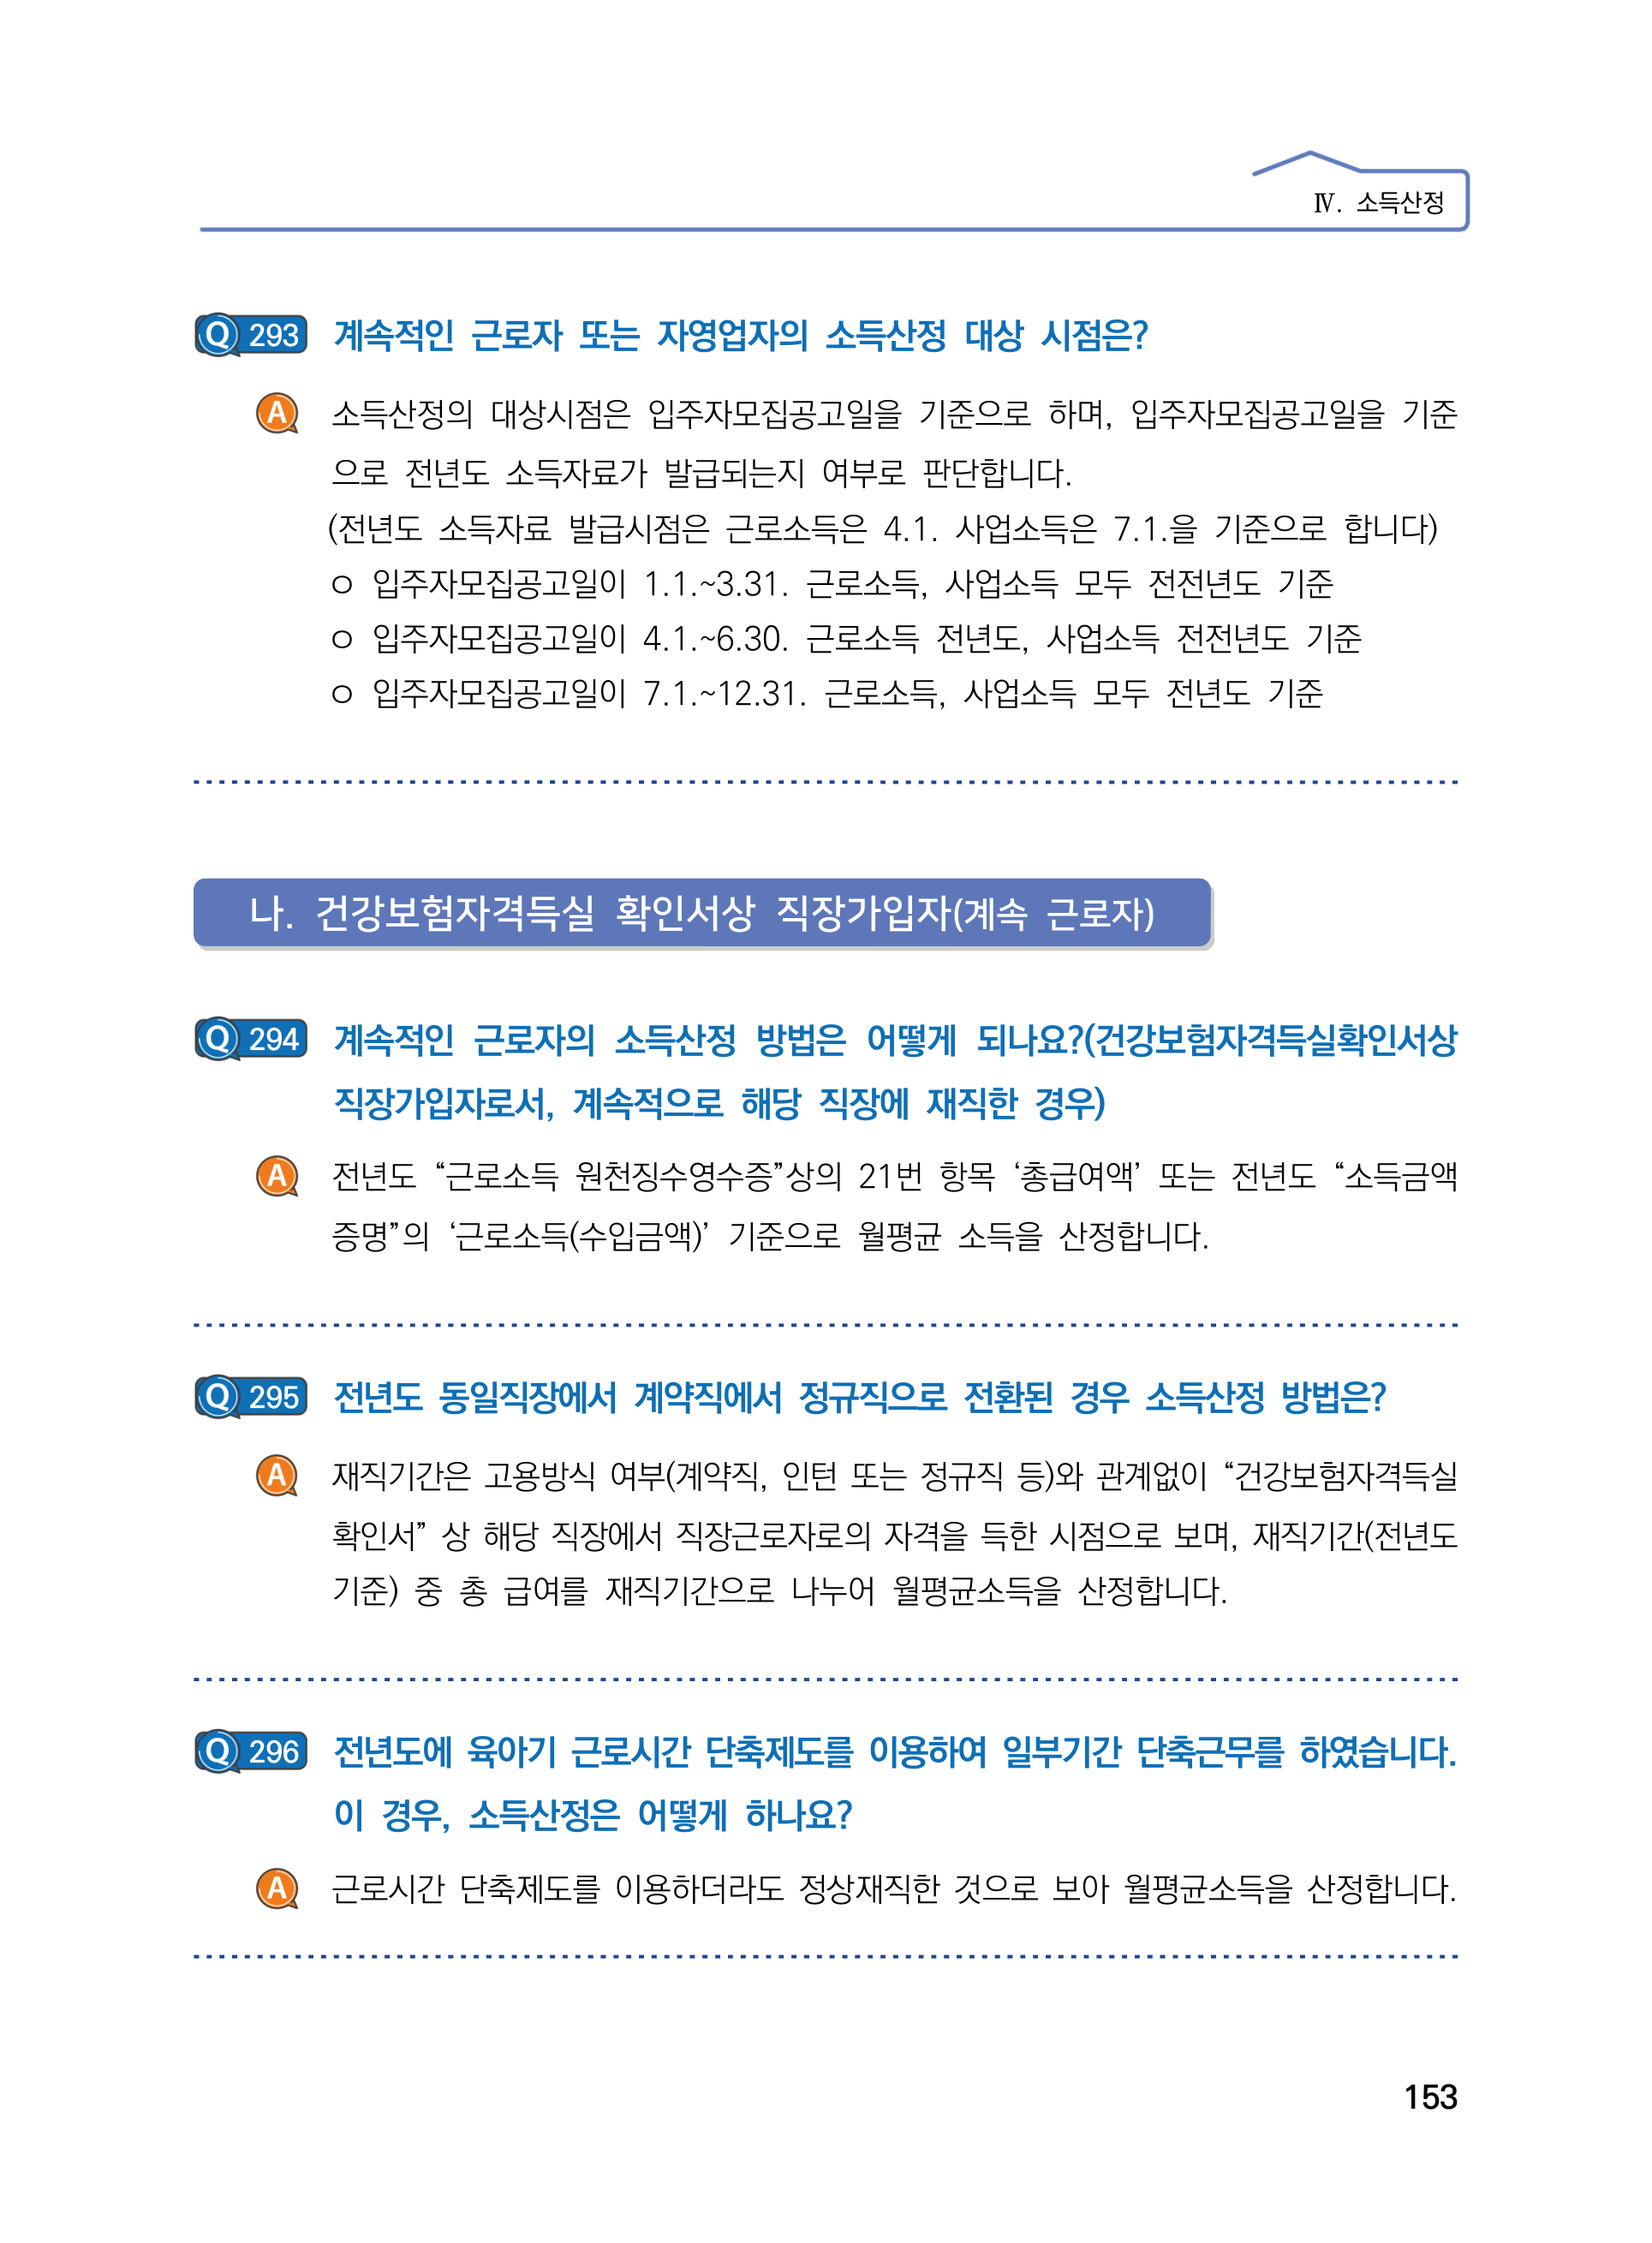 Ⅳ. 소득산정
Q 293 계속적인 근로자 또는 자영업자의 소득산정 대상 시점은?
A 소득산정의 대상시점은 입주자모집공고일을 기준으로 하며, 입주자모집공고일을 기준
으로 전년도 소득자료가 발급되는지 여부로 판단합니다.
(전년도 소득자료 발급시점은 근로소득은 4.1. 사업소득은 7.1.을 기준으로 합니다)
ㅇ 입주자모집공고일이 1.1.~3.31. 근로소득, 사업소득 모두 전전년도 기준
ㅇ 입주자모집공고일이 4.1.~6.30. 근로소득 전년도, 사업소득 전전년도 기준
ㅇ 입주자모집공고일이 7.1.~12.31. 근로소득, 사업소득 모두 전년도 기준
나. 건강보험자격득실 확인서상 직장가입자(계속 근로자)
Q 294 계속적인 근로자의 소득산정 방법은 어떻게 되나요?(건강보험자격득실확인서상
직장가입자로서, 계속적으로 해당 직장에 재직한 경우)
A 전년도 “근로소득 원천징수영수증”상의 21번 항목 ‘총급여액’ 또는 전년도 “소득금액
증명”의 ‘근로소득(수입금액)’ 기준으로 월평균 소득을 산정합니다.
Q 295 전년도 동일직장에서 계약직에서 정규직으로 전환된 경우 소득산정 방법은?
A 재직기간은 고용방식 여부(계약직, 인턴 또는 정규직 등)와 관계없이 “건강보험자격득실
확인서” 상 해당 직장에서 직장근로자로의 자격을 득한 시점으로 보며, 재직기간(전년도
기준) 중 총 급여를 재직기간으로 나누어 월평균소득을 산정합니다.
Q 296 전년도에 육아기 근로시간 단축제도를 이용하여 일부기간 단축근무를 하였습니다.
이 경우, 소득산정은 어떻게 하나요?
A 근로시간 단축제도를 이용하더라도 정상재직한 것으로 보아 월평균소득을 산정합니다.
153